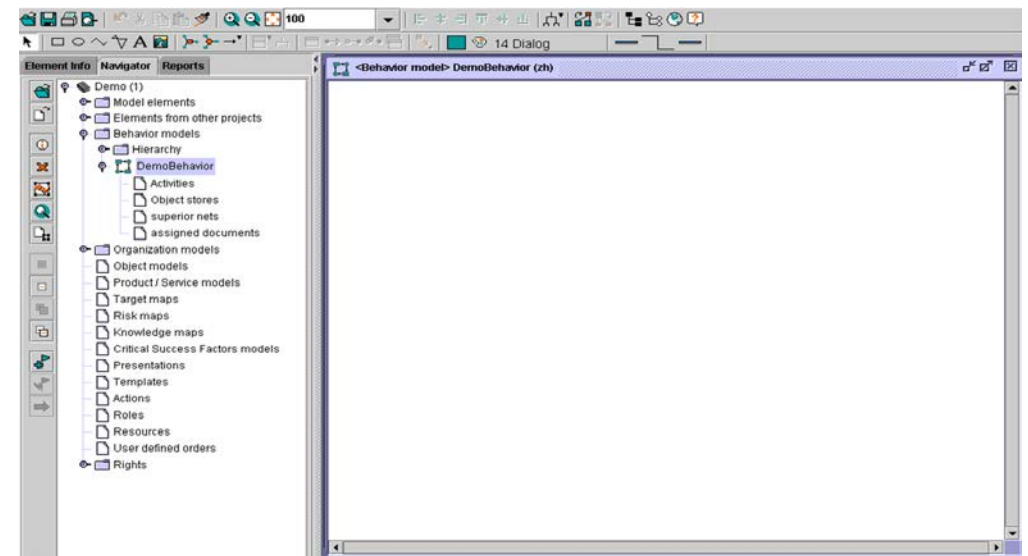 100
14 Dialog
Element Info Navigator Reports
<Behavior model> DemoBehavior (zh)
Demo (1)
Model elements
Elements from other projects
Behavior models
Hierarchy
DemoBehavior
Activities
Object stores
superior nets
assigned documents
Organization models
Object models
Product / Service models
Target maps
Risk maps
Knowledge maps
Critical Success Factors models
Presentations
Templates
Actions
Roles
Resources
User defined orders
Rights